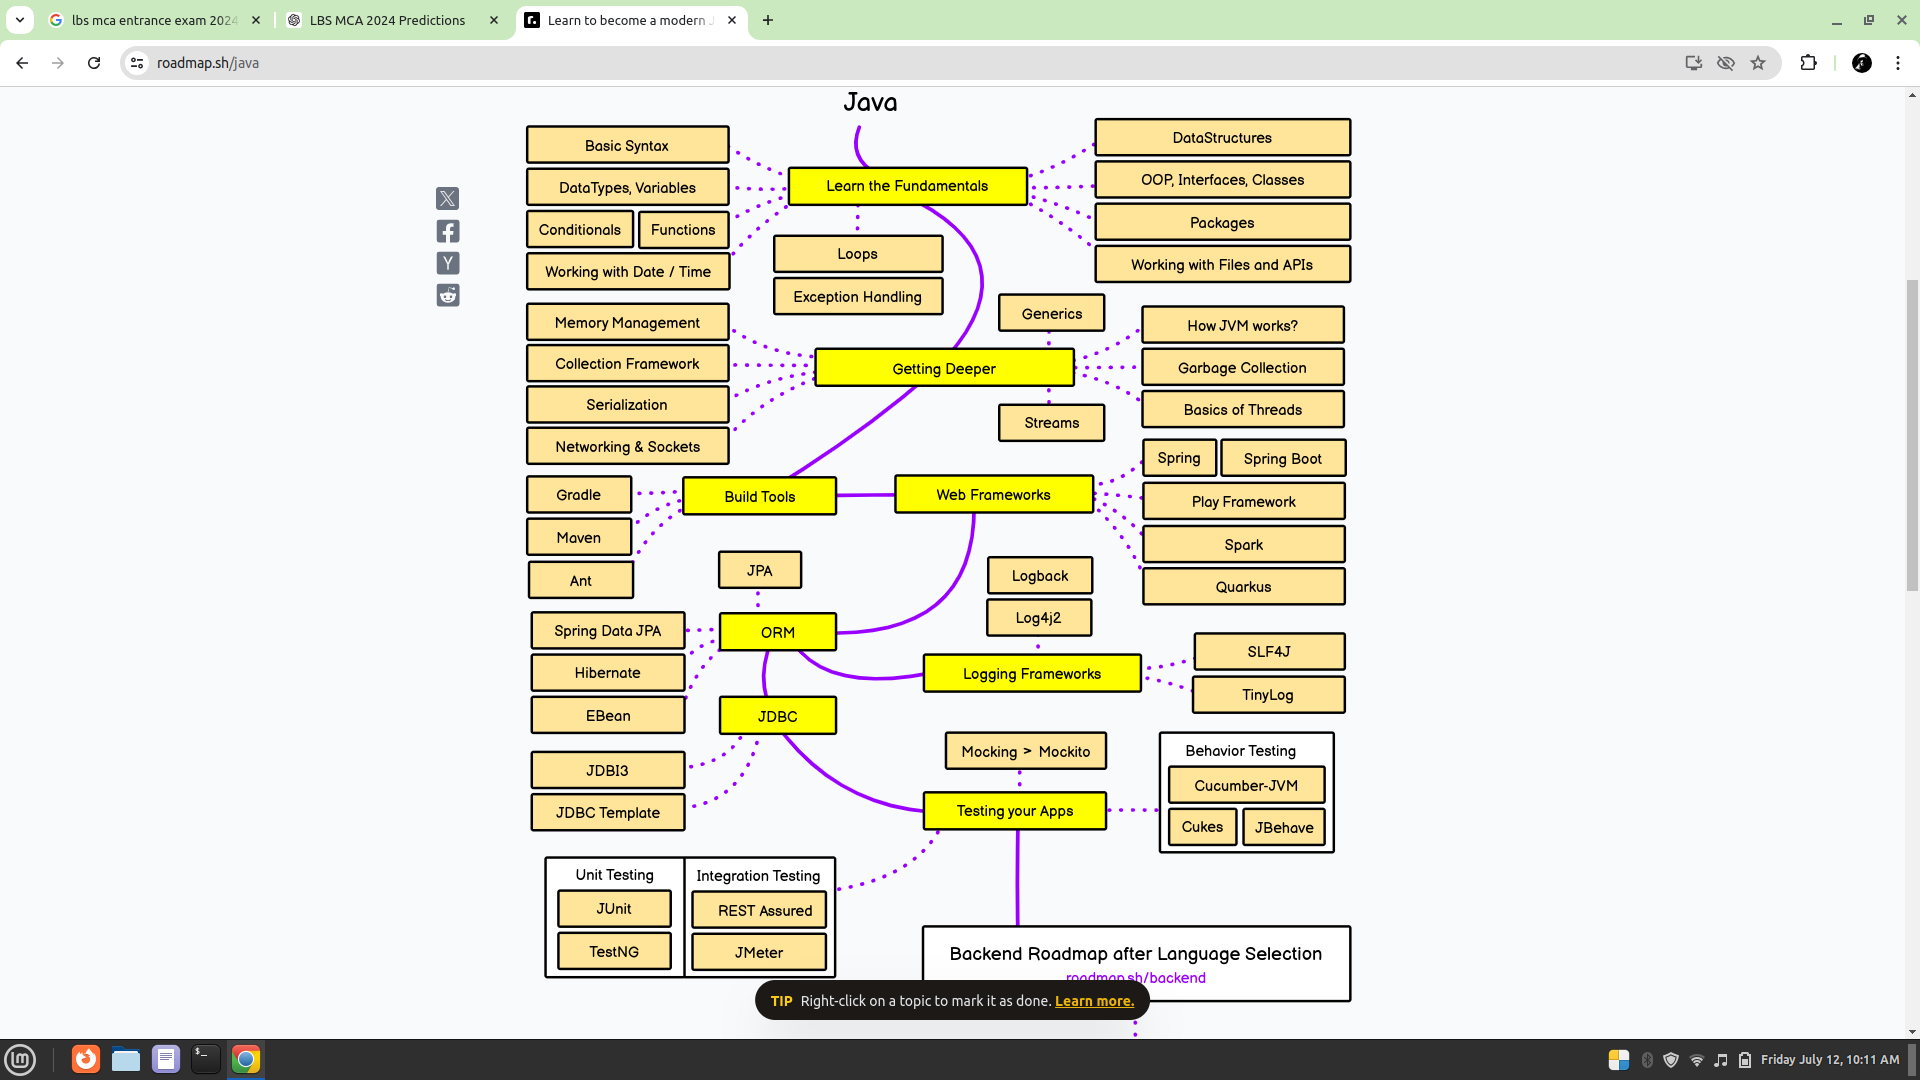 lbs mca entrance exam 2024
LBS MCA 2024 Predictions
Learn to become a modern J
roadmap.sh/java
Java
Basic Syntax
DataTypes, Variables
Conditionals
Functions
Working with Date / Time
Learn the Fundamentals
Loops
Exception Handling
DataStructures
OOP, Interfaces, Classes
Packages
Working with Files and APIs
Memory Management
Collection Framework
Serialization
Networking & Sockets
Generics
Getting Deeper
Streams
How JVM works?
Garbage Collection
Basics of Threads
Gradle
Maven
Ant
Build Tools
Web Frameworks
Spring
Spring Boot
Play Framework
Spark
Quarkus
JPA
ORM
Spring Data JPA
Hibernate
EBean
Logback
Log4j2
Logging Frameworks
SLF4J
TinyLog
JDBC
JDBI3
JDBC Template
Mocking > Mockito
Testing your Apps
Behavior Testing
Cucumber-JVM
Cukes
JBehave
Unit Testing
JUnit
TestNG
Integration Testing
REST Assured
JMeter
Backend Roadmap after Language Selection
roadmap.sh/backend
TIP Right-click on a topic to mark it as done. Learn more.
Friday July 12, 10:11 AM